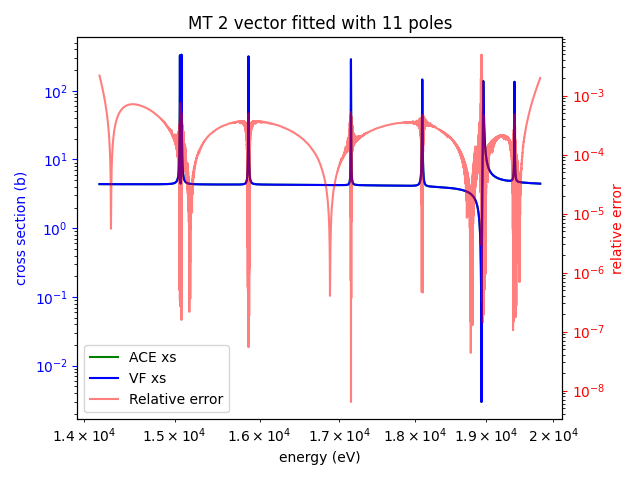 MT 2 vector fitted with 11 poles
cross section (b)
10²
10¹
10⁰
10⁻¹
10⁻²
10⁻³
10⁻⁴
10⁻⁵
10⁻⁶
10⁻⁷
10⁻⁸
relative error
ACE xs
VF xs
Relative error
1.4 × 10⁴ 1.5 × 10⁴ 1.6 × 10⁴ 1.7 × 10⁴ 1.8 × 10⁴ 1.9 × 10⁴ 2 × 10⁴
energy (eV)